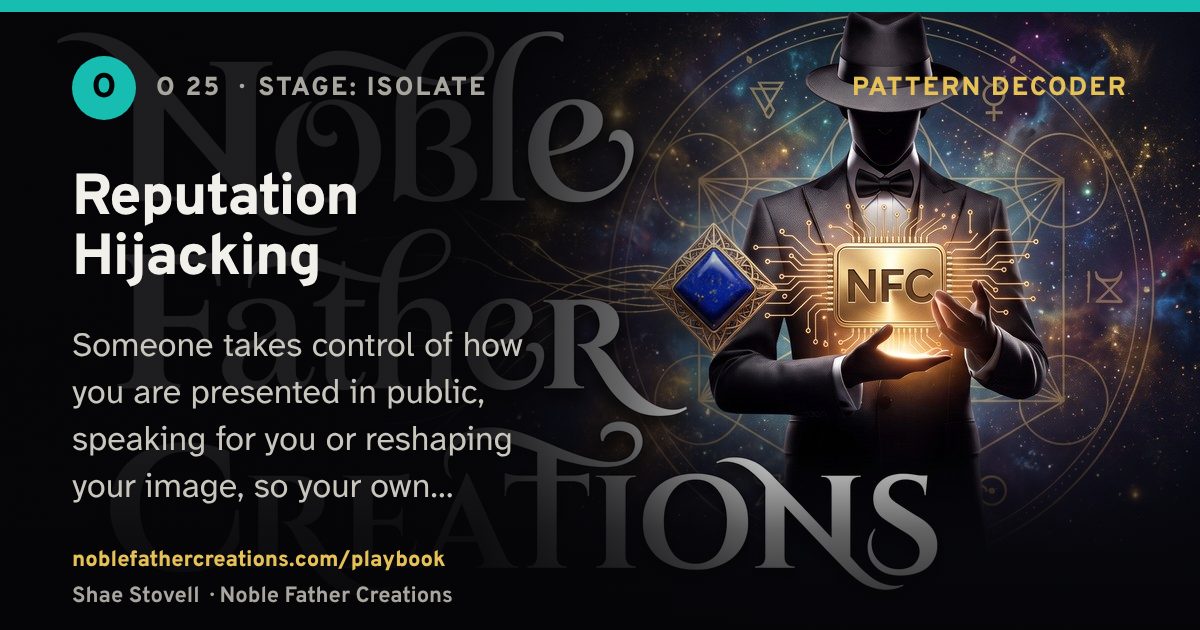 O
O 25 · STAGE: ISOLATE
PATTERN DECODER
Noble
Father
Creations
Reputation
Hijacking
NFC
Someone takes control of how
you are presented in public,
speaking for you or reshaping
your image, so your own...
noblefathercreations.com/playbook
Shae Stovell · Noble Father Creations